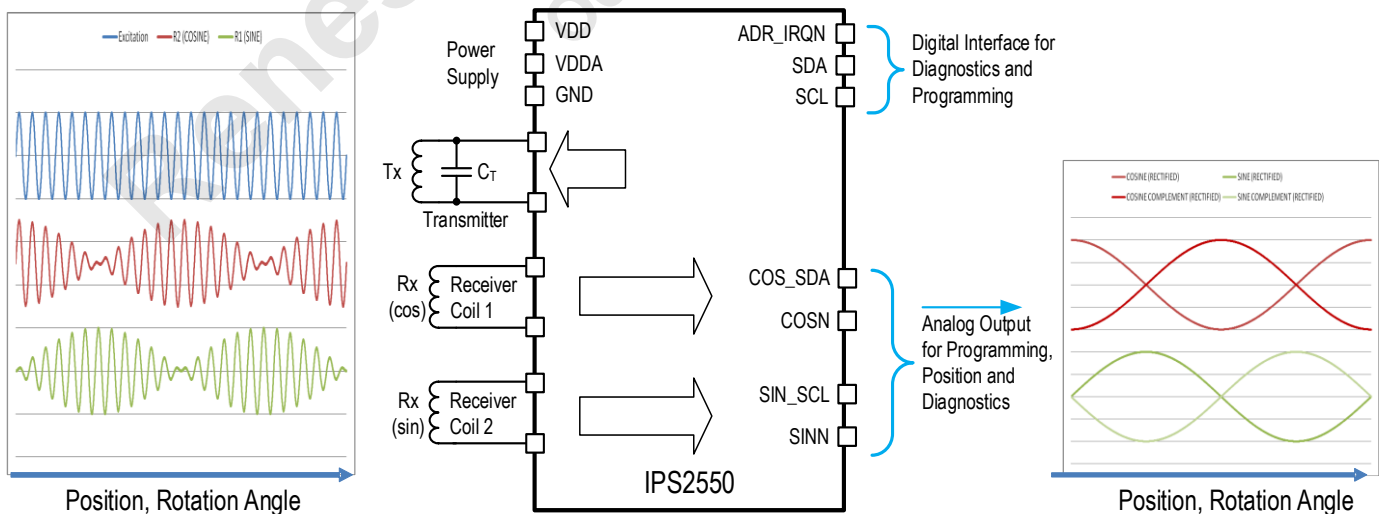 Excitation R2 (COSINE) R1 (SINE)
Position, Rotation Angle
Power
Supply
VDD
VDDA
GND
Tx
CT
Transmitter
Rx
(cos)
Receiver
Coil 1
Rx
(sin)
Receiver
Coil 2
ADR_IRQN
SDA
SCL
Digital Interface for
Diagnostics and
Programming
COS_SDA
COSN
SIN_SCL
SINN
IPS2550
Analog Output
for Programming,
Position and
Diagnostics
COSINE (RECTIFIED) SINE (RECTIFIED)
COSINE COMPLEMENT (RECTIFIED) SINE COMPLEMENT (RECTIFIED)
Position, Rotation Angle
Renes